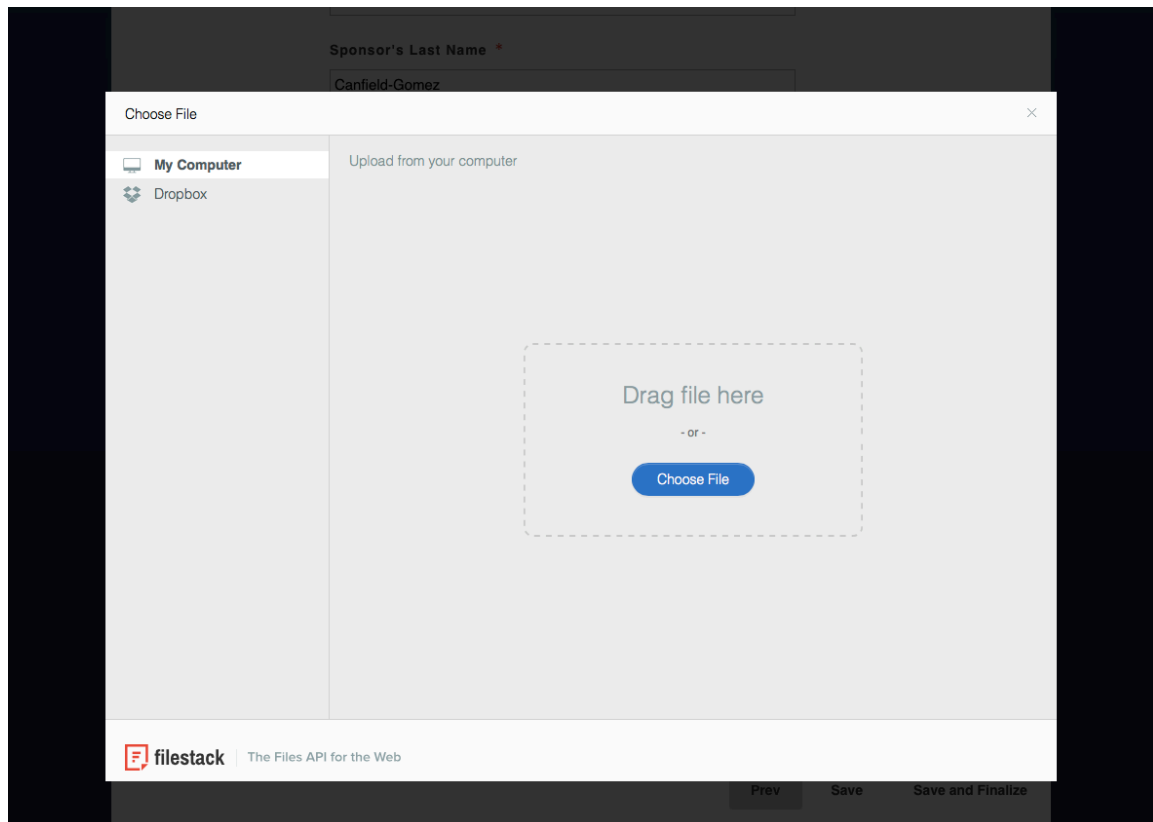 Sponsor's Last Name *
Canfield-Gomez
Choose File
My Computer
Dropbox
Upload from your computer
Drag file here
- or -
Choose File
filestack
The Files API for the Web
Prev
Save
Save and Finalize